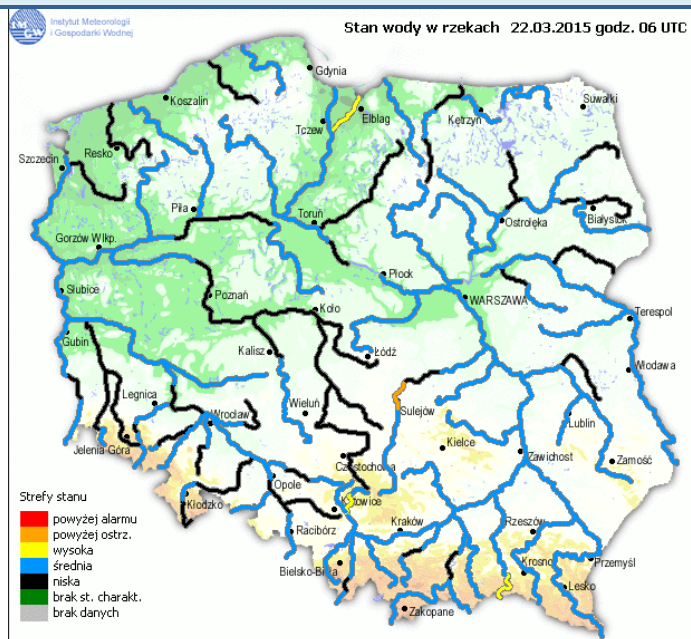 Instytut Meteorologii
i Gospodarki Wodnej
Stan wody w rzekach 22.03.2015 godz. 06 UTC
Gdynia
Koszalin
Suwałki
Elbląg
Kętrzyn
Tczew
Resko
Szczecin
Piła
Toruń
Ostrołęka
Białystok
Gorzów Wlkp.
Płock
Słubice
Poznań
WARSZAWA
Koło
Terespol
Gubin
Kalisz
Łódź
Włodawa
Legnica
Wieluń
Sulejów
Wrocław
Lublin
Jelenia Góra
Kielce
Zawichost
Zamość
Częstochowa
Opole
Strefy stanu
Kłodzko
Katowice
powyżej alarmu
Racibórz
Kraków
Rzeszów
powyżej ostrz.
wysoka
Przemyśl
średnia
Bielsko-Biała
Krosno
niska
Lesko
brak st. charakt.
Zakopane
brak danych